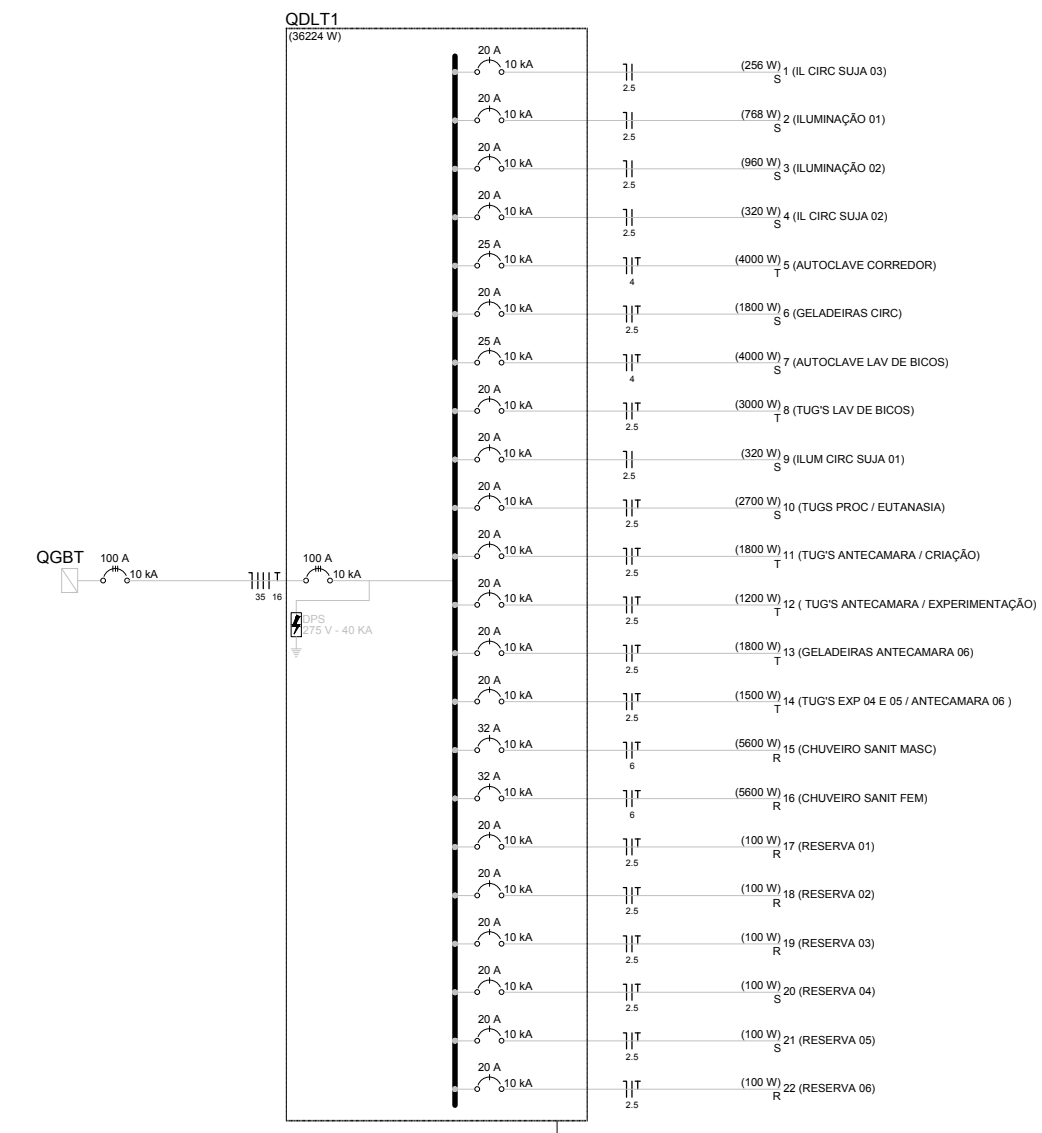 QDLT1
(36224 W)
20 A
10 kA
2.5
(256 W)
S
1 (IL CIRC SUJA 03)
20 A
10 kA
2.5
(768 W)
S
2 (ILUMINAÇÃO 01)
20 A
10 kA
2.5
(960 W)
S
3 (ILUMINAÇÃO 02)
20 A
10 kA
2.5
(320 W)
S
4 (IL CIRC SUJA 02)
25 A
10 kA
T
4
(4000 W)
T
5 (AUTOCLAVE CORREDOR)
20 A
10 kA
T
2.5
(1800 W)
S
6 (GELADEIRAS CIRC)
25 A
10 kA
T
4
(4000 W)
S
7 (AUTOCLAVE LAV DE BICOS)
20 A
10 kA
T
2.5
(3000 W)
T
8 (TUG'S LAV DE BICOS)
20 A
10 kA
2.5
(320 W)
S
9 (ILUM CIRC SUJA 01)
20 A
10 kA
T
2.5
(2700 W)
S
10 (TUGS PROC / EUTANASIA)
20 A
10 kA
T
2.5
(1800 W)
T
11 (TUG'S ANTECAMARA / CRIAÇÃO)
QGBT
100 A
10 kA
T
35 16
100 A
10 kA
DPS
275 V - 40 KA
20 A
10 kA
T
2.5
(1200 W)
T
12 ( TUG'S ANTECAMARA / EXPERIMENTAÇÃO)
20 A
10 kA
T
2.5
(1800 W)
T
13 (GELADEIRAS ANTECAMARA 06)
20 A
10 kA
T
2.5
(1500 W)
T
14 (TUG'S EXP 04 E 05 / ANTECAMARA 06 )
32 A
10 kA
T
6
(5600 W)
R
15 (CHUVEIRO SANIT MASC)
32 A
10 kA
T
6
(5600 W)
R
16 (CHUVEIRO SANIT FEM)
20 A
10 kA
T
2.5
(100 W)
R
17 (RESERVA 01)
20 A
10 kA
T
2.5
(100 W)
R
18 (RESERVA 02)
20 A
10 kA
T
2.5
(100 W)
R
19 (RESERVA 03)
20 A
10 kA
T
2.5
(100 W)
S
20 (RESERVA 04)
20 A
10 kA
T
2.5
(100 W)
S
21 (RESERVA 05)
20 A
10 kA
T
2.5
(100 W)
R
22 (RESERVA 06)